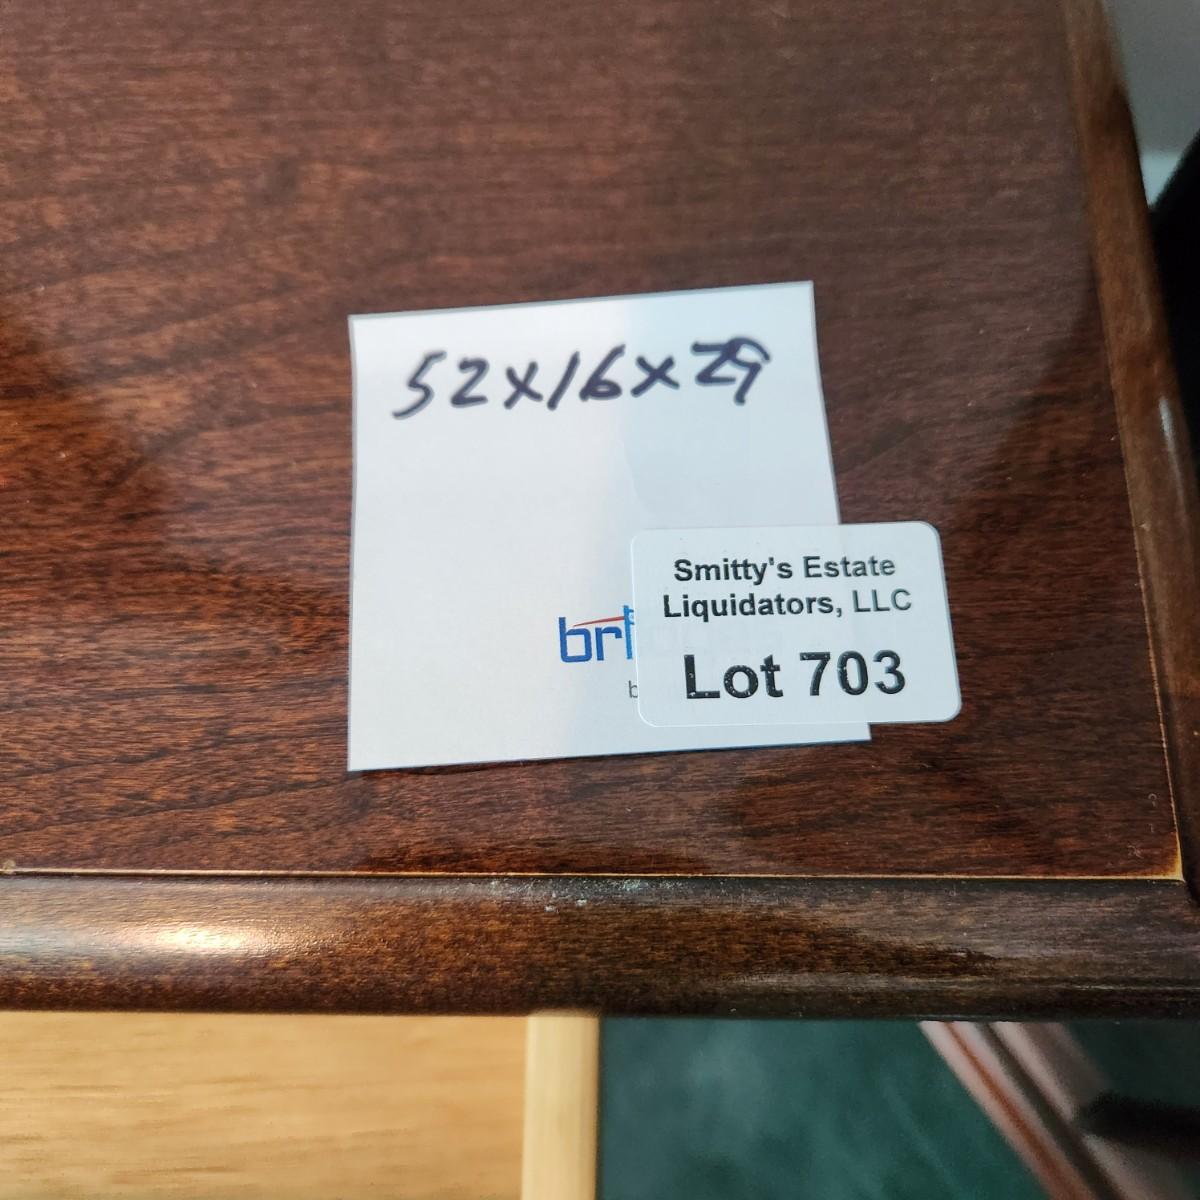 52x16x29
Smitty's Estate
Liquidators, LLC
Lot 703